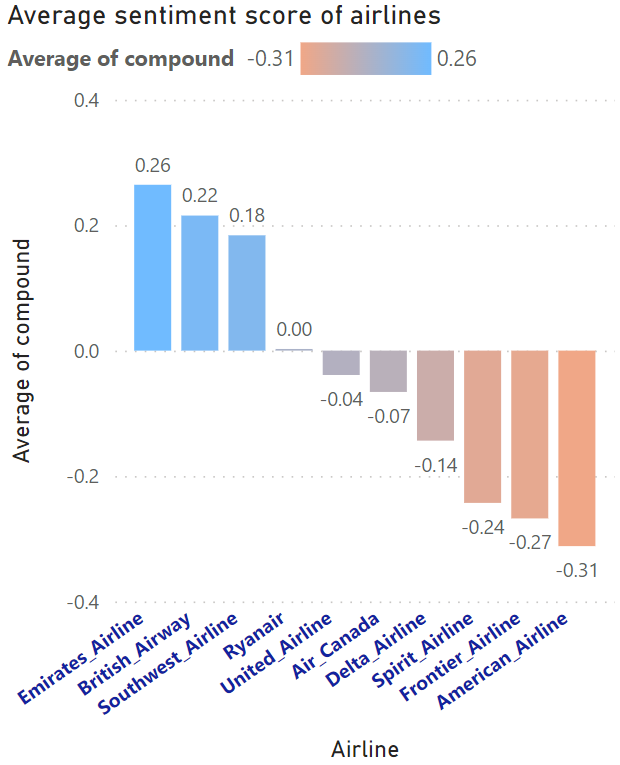 Average sentiment score of airlines
Average of compound -0.31 0.26
0.4
0.2
0.0
-0.2
-0.4
Average of compound
0.26
0.22
0.18
0.00
-0.04
-0.07
-0.14
-0.24
-0.27
-0.31
Emirates_Airline
British_Airway
Southwest_Airline
Ryanair
United_Airline
Air_Canada
Delta_Airline
Spirit_Airline
Frontier_Airline
American_Airline
Airline